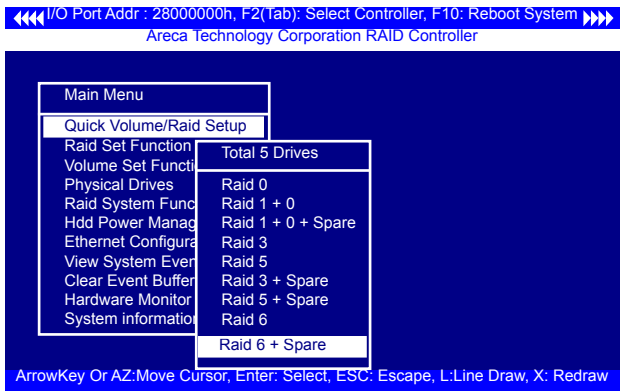 I/O Port Addr : 28000000h, F2(Tab): Select Controller, F10: Reboot System
Areca Technology Corporation RAID Controller
Main Menu
Quick Volume/Raid Setup
Raid Set Function
Volume Set Functi
Physical Drives
Raid System Func
Hdd Power Manag
Ethernet Configura
View System Even
Clear Event Buffer
Hardware Monitor
System information
Total 5 Drives
Raid 0
Raid 1 + 0
Raid 1 + 0 + Spare
Raid 3
Raid 5
Raid 3 + Spare
Raid 5 + Spare
Raid 6
Raid 6 + Spare
ArrowKey Or AZ:Move Cursor, Enter: Select, ESC: Escape, L:Line Draw, X: Redraw